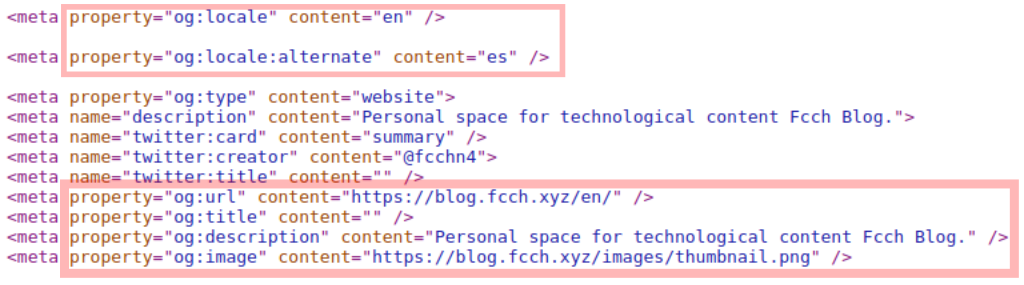 <meta property="og:locale" content="en" />
<meta property="og:locale:alternate" content="es" />
<meta property="og:type" content="website">
<meta name="description" content="Personal space for technological content Fcch Blog.">
<meta name="twitter:card" content="summary" />
<meta name="twitter:creator" content="@fcchn4">
<meta name="twitter:title" content="" />
<meta property="og:url" content="https://blog.fcch.xyz/en/" />
<meta property="og:title" content="" />
<meta property="og:description" content="Personal space for technological content Fcch Blog." />
<meta property="og:image" content="https://blog.fcch.xyz/images/thumbnail.png" />